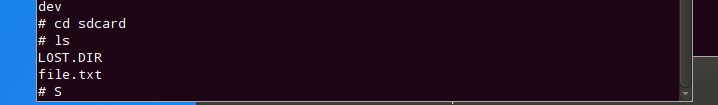 dev
# cd sdcard
# ls
LOST.DIR
file.txt
# S